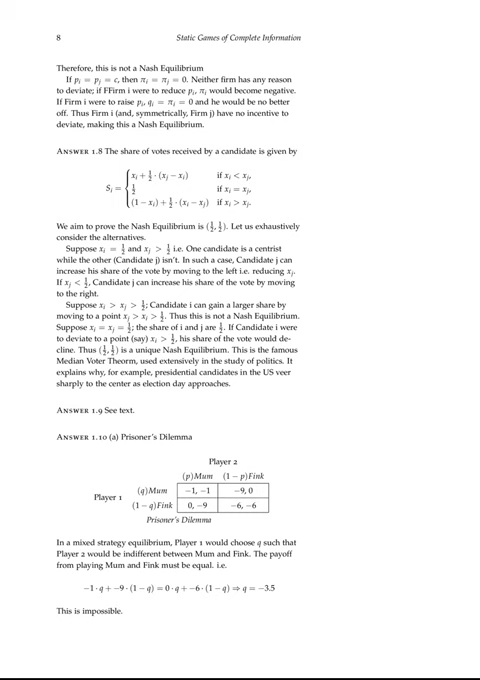 8
Static Games of Complete Information
Therefore, this is not a Nash Equilibrium
If pᵢ = pⱼ = c, then πᵢ = πⱼ = 0. Neither firm has any reason
to deviate; if FFirm i were to reduce pᵢ, πᵢ would become negative.
If Firm i were to raise pᵢ, qᵢ = πᵢ = 0 and he would be no better
off. Thus Firm i (and, symmetrically, Firm j) have no incentive to
deviate, making this a Nash Equilibrium.
Answer 1.8 The share of votes received by a candidate is given by
Sᵢ = { xᵢ + ½ · (xⱼ − xᵢ) if xᵢ < xⱼ,
½ if xᵢ = xⱼ,
(1 − xᵢ) + ½ · (xᵢ − xⱼ) if xᵢ > xⱼ.
We aim to prove the Nash Equilibrium is (½, ½). Let us exhaustively
consider the alternatives.
Suppose xᵢ = ½ and xⱼ > ½ i.e. One candidate is a centrist
while the other (Candidate j) isn't. In such a case, Candidate j can
increase his share of the vote by moving to the left i.e. reducing xⱼ.
If xⱼ < ½, Candidate j can increase his share of the vote by moving
to the right.
Suppose xᵢ > xⱼ > ½; Candidate i can gain a larger share by
moving to a point xⱼ > xᵢ > ½. Thus this is not a Nash Equilibrium.
Suppose xᵢ = xⱼ = ½; the share of i and j are ½. If Candidate i were
to deviate to a point (say) xᵢ > ½, his share of the vote would de-
cline. Thus (½, ½) is a unique Nash Equilibrium. This is the famous
Median Voter Theorm, used extensively in the study of politics. It
explains why, for example, presidential candidates in the US veer
sharply to the center as election day approaches.
Answer 1.9 See text.
Answer 1.10 (a) Prisoner's Dilemma
Player 2
(p)Mum (1 − p)Fink
Player 1 (q)Mum −1, −1 −9, 0
(1 − q)Fink 0, −9 −6, −6
Prisoner's Dilemma
In a mixed strategy equilibrium, Player 1 would choose q such that
Player 2 would be indifferent between Mum and Fink. The payoff
from playing Mum and Fink must be equal. i.e.
−1 · q + −9 · (1 − q) = 0 · q + −6 · (1 − q) ⇒ q = −3.5
This is impossible.